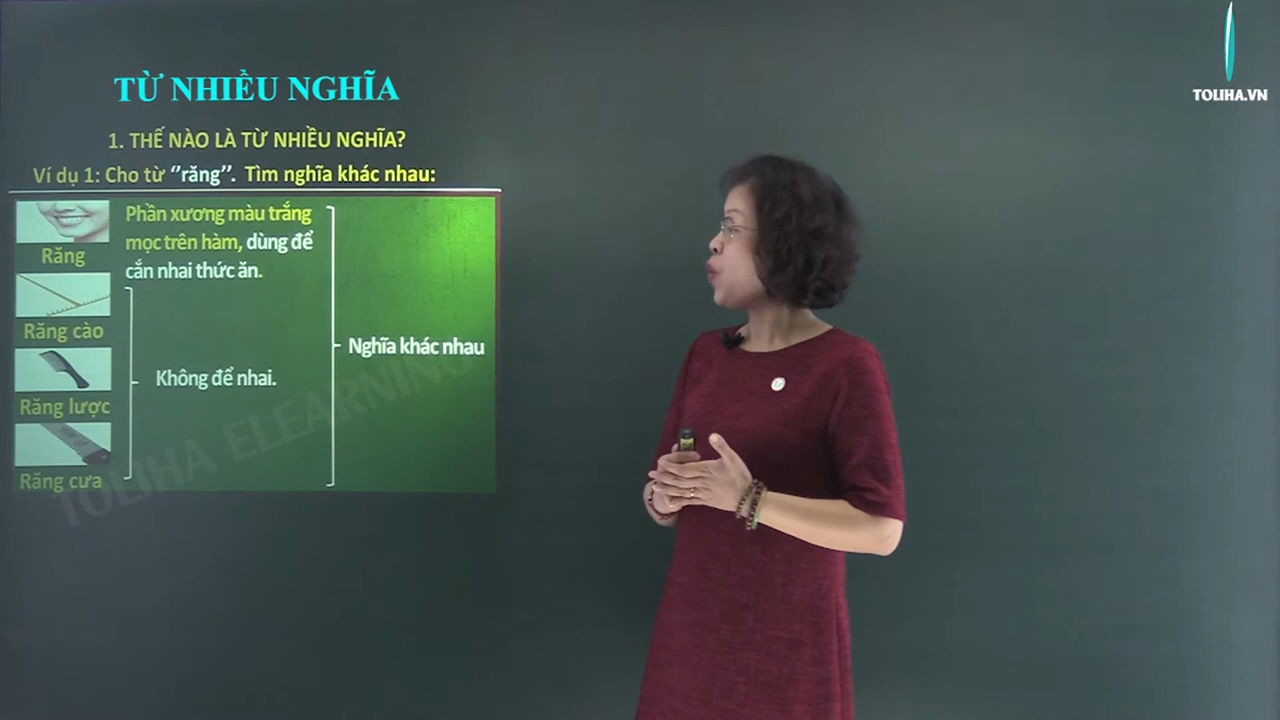 TỪ NHIỀU NGHĨA
TOLIHA.VN
1. THẾ NÀO LÀ TỪ NHIỀU NGHĨA?
Ví dụ 1: Cho từ “răng”. Tìm nghĩa khác nhau:
Phần xương màu trắng
mọc trên hàm, dùng để
cắn nhai thức ăn.
Răng
Răng cào
Răng lược
Răng cưa
Không để nhai.
Nghĩa khác nhau
TOLIHA ELEARNING